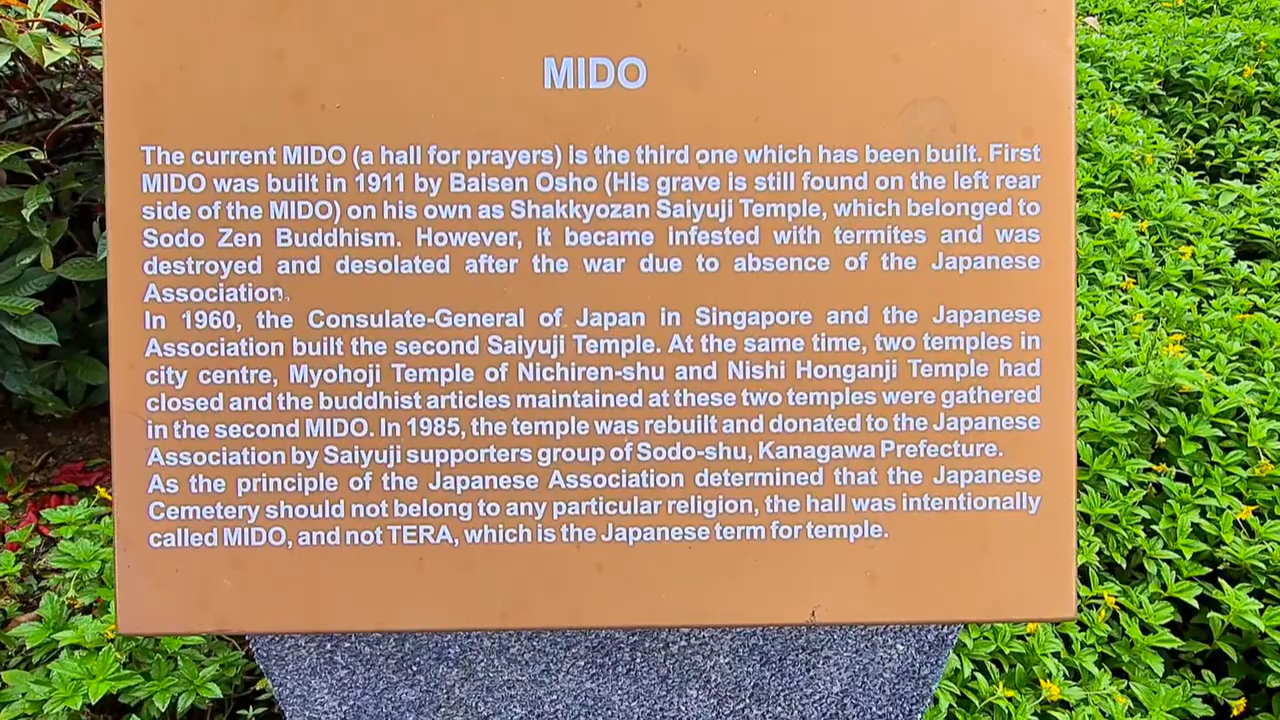 MIDO
The current MIDO (a hall for prayers) is the third one which has been built. First
MIDO was built in 1911 by Baisen Osho (His grave is still found on the left rear
side of the MIDO) on his own as Shakkyozan Saiyuji Temple, which belonged to
Sodo Zen Buddhism. However, it became infested with termites and was
destroyed and desolated after the war due to absence of the Japanese
Association.
In 1960, the Consulate-General of Japan in Singapore and the Japanese
Association built the second Saiyuji Temple. At the same time, two temples in
city centre, Myohoji Temple of Nichiren-shu and Nishi Honganji Temple had
closed and the buddhist articles maintained at these two temples were gathered
in the second MIDO. In 1985, the temple was rebuilt and donated to the Japanese
Association by Saiyuji supporters group of Sodo-shu, Kanagawa Prefecture.
As the principle of the Japanese Association determined that the Japanese
Cemetery should not belong to any particular religion, the hall was intentionally
called MIDO, and not TERA, which is the Japanese term for temple.